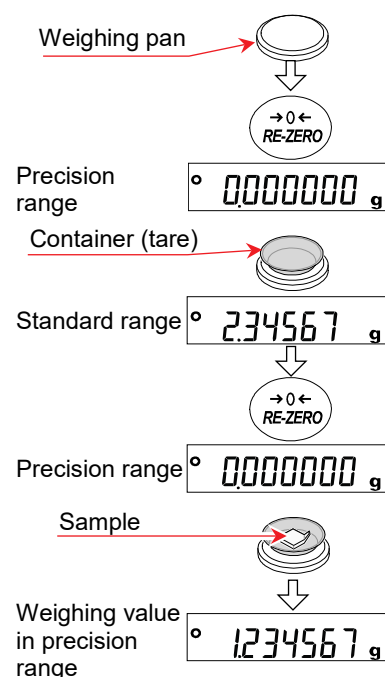 Weighing pan
→0←
RE-ZERO
Precision
range
0.000000 g
Container (tare)
Standard range
2.34567 g
→0←
RE-ZERO
Precision range
0.000000 g
Sample
Weighing value
in precision
range
1.234567 g